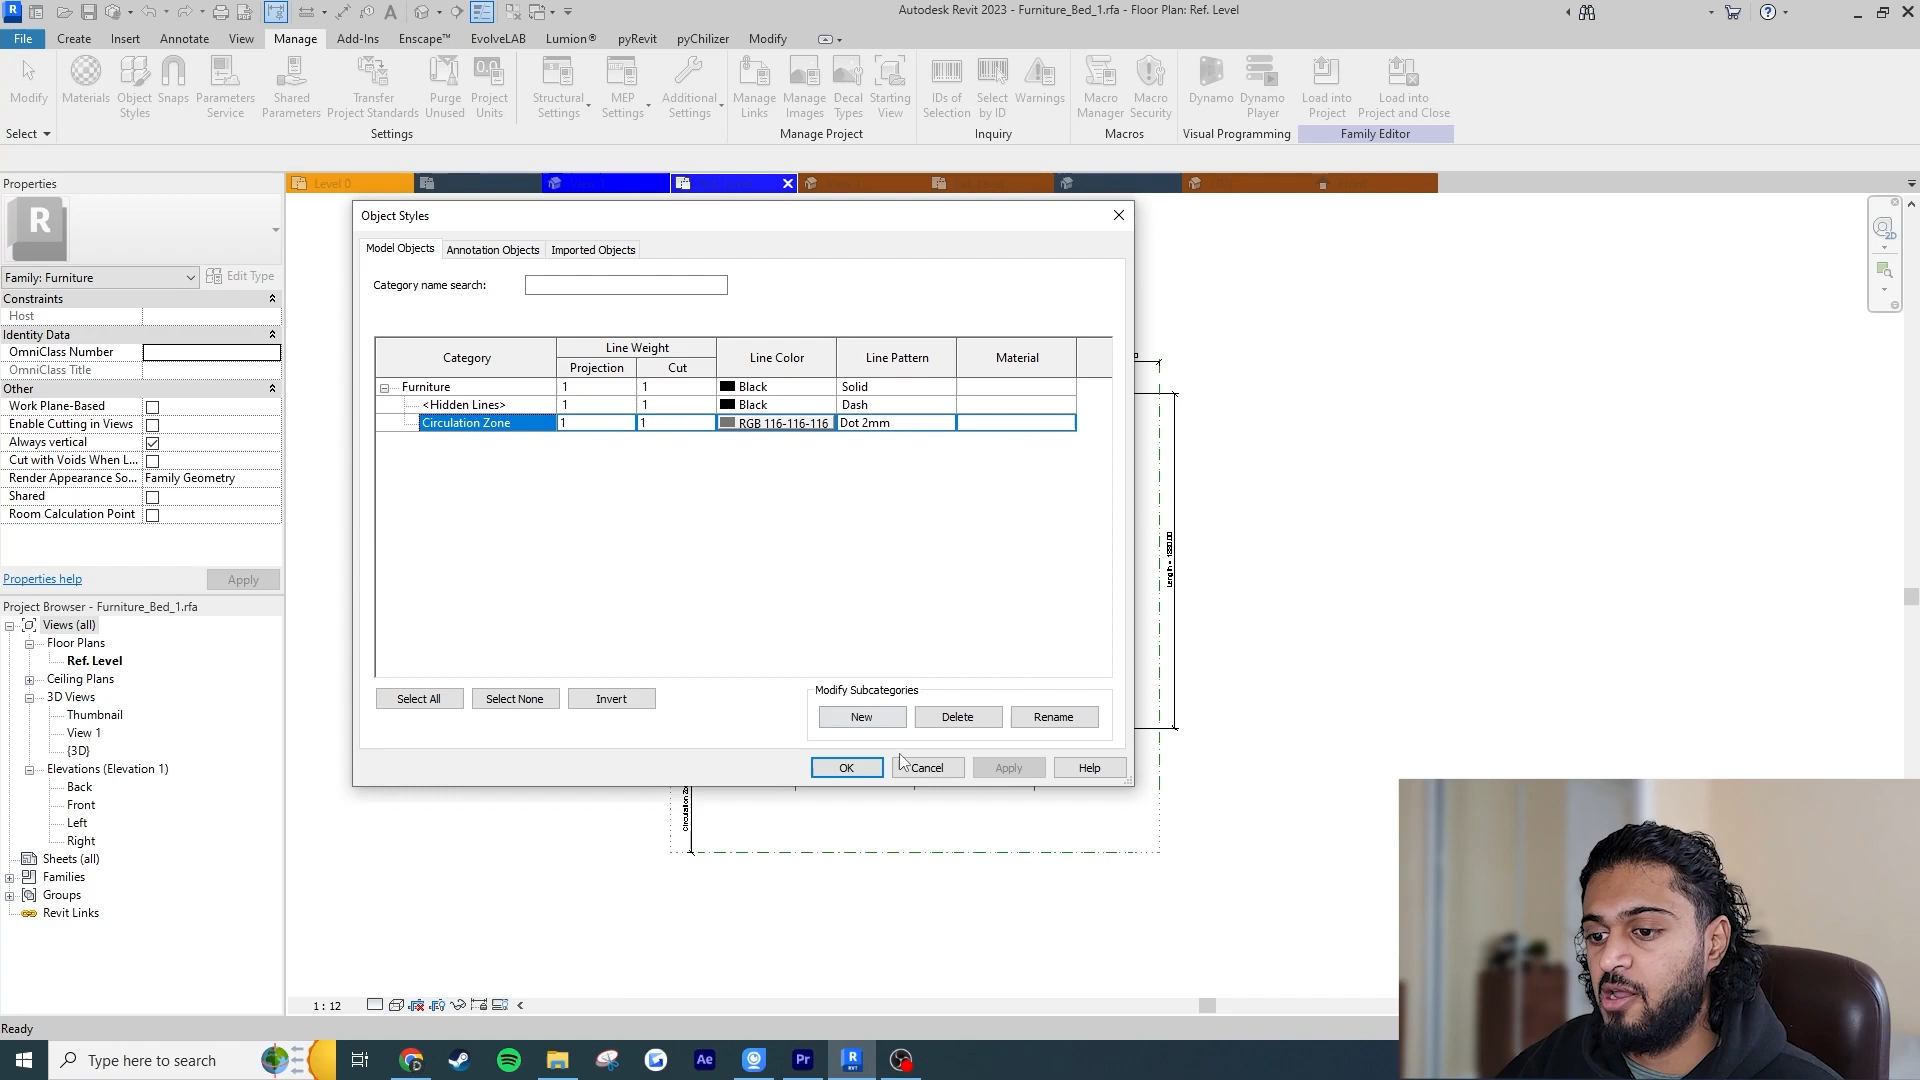 Autodesk Revit 2023 - Furniture_Bed_1.rfa - Floor Plan: Ref. Level
File Create Insert Annotate View Manage Add-Ins Enscape™ EvolveLAB Lumion® pyRevit pyChilizer Modify
Modify
Materials
Object Styles
Snaps
Parameters Service
Shared Parameters
Transfer Project Standards
Purge Unused
Project Units
Structural Settings
MEP Settings
Additional Settings
Manage Links
Manage Images
Decal Types
Starting View
IDs of Selection
Select by ID
Warnings
Macro Manager
Macro Security
Dynamo
Dynamo Player
Load into Project
Load into Project and Close
Select Settings Manage Project Inquiry Macros Visual Programming Family Editor
Properties
Level 0
R
Family: Furniture
Edit Type
Constraints
Host
Identity Data
OmniClass Number
OmniClass Title
Other
Work Plane-Based
Enable Cutting in Views
Always vertical
Cut with Voids When L...
Render Appearance So... Family Geometry
Shared
Room Calculation Point
Properties help
Apply
Project Browser - Furniture_Bed_1.rfa
Views (all)
Floor Plans
Ref. Level
Ceiling Plans
3D Views
Thumbnail
View 1
{3D}
Elevations (Elevation 1)
Back
Front
Left
Right
Sheets (all)
Families
Groups
Revit Links
Object Styles
Model Objects Annotation Objects Imported Objects
Category name search:
Category Line Weight Line Color Line Pattern Material
Projection Cut
Furniture 1 1 Black Solid
<Hidden Lines> 1 1 Black Dash
Circulation Zone 1 1 RGB 116-116-116 Dot 2mm
Select All Select None Invert
Modify Subcategories
New Delete Rename
OK Cancel Apply Help
Circulation Zo
1 : 12
Ready
Type here to search
Ae
Pr
R
RVT
2D